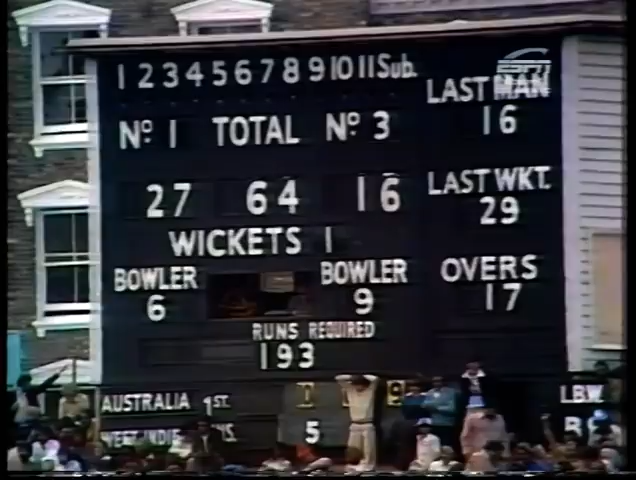 1 2 3 4 5 6 7 8 9 10 11 Sub.
ESPN
LAST MAN
16
Nº 1 TOTAL Nº 3
27 64 16
LAST WKT.
29
WICKETS 1
BOWLER
6
BOWLER
9
OVERS
17
RUNS REQUIRED
193
AUSTRALIA 1ST.
9
5
LBW.